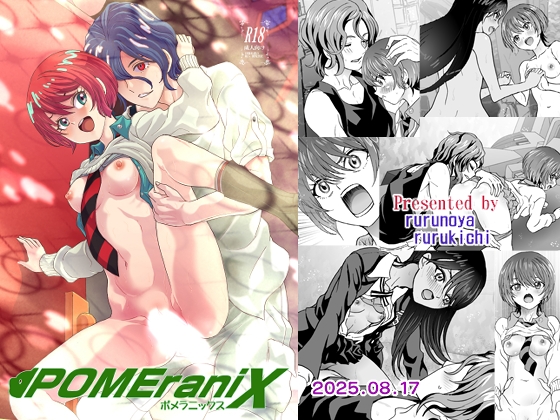 R18
POMEraniX
ポメラニックス
Presented by
rurunoya
rurukichi
2025.08.17